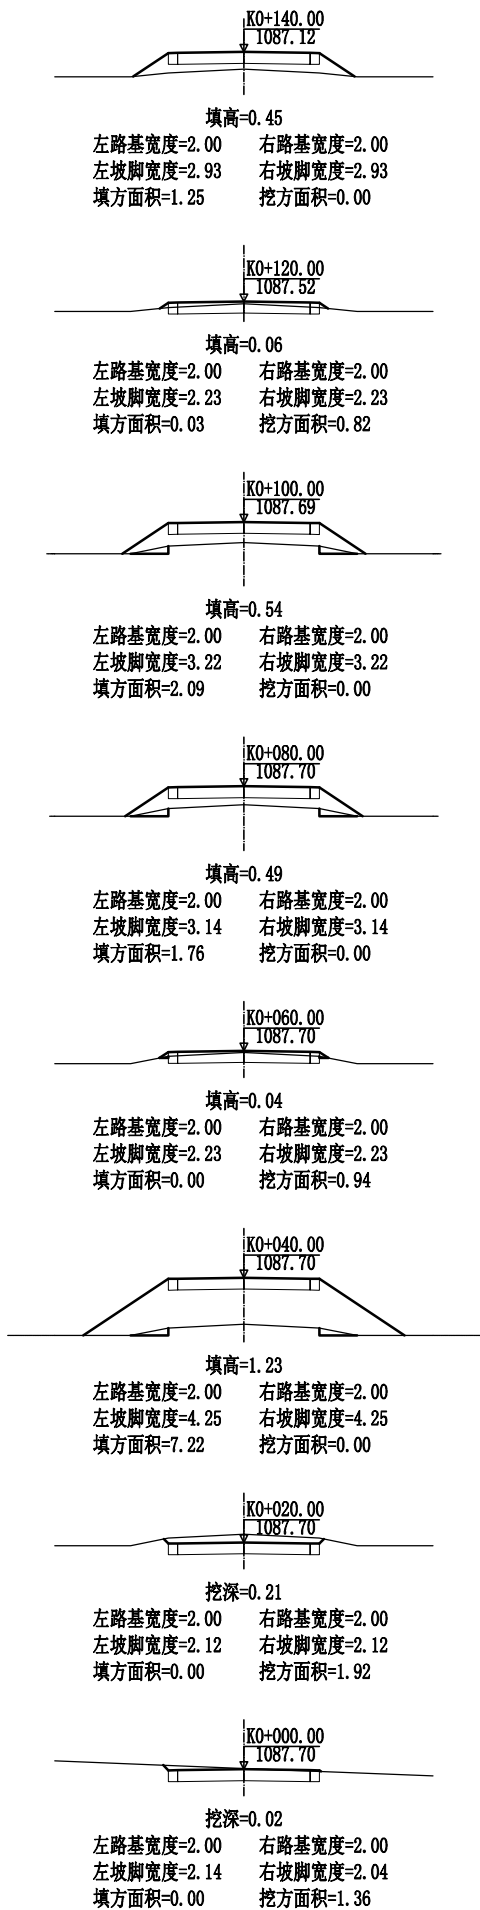 K0+140.00
1087.12
填高=0.45
左路基宽度=2.00 右路基宽度=2.00
左坡脚宽度=2.93 右坡脚宽度=2.93
填方面积=1.25 挖方面积=0.00
K0+120.00
1087.52
填高=0.06
左路基宽度=2.00 右路基宽度=2.00
左坡脚宽度=2.23 右坡脚宽度=2.23
填方面积=0.03 挖方面积=0.82
K0+100.00
1087.69
填高=0.54
左路基宽度=2.00 右路基宽度=2.00
左坡脚宽度=3.22 右坡脚宽度=3.22
填方面积=2.09 挖方面积=0.00
K0+080.00
1087.70
填高=0.49
左路基宽度=2.00 右路基宽度=2.00
左坡脚宽度=3.14 右坡脚宽度=3.14
填方面积=1.76 挖方面积=0.00
K0+060.00
1087.70
填高=0.04
左路基宽度=2.00 右路基宽度=2.00
左坡脚宽度=2.23 右坡脚宽度=2.23
填方面积=0.00 挖方面积=0.94
K0+040.00
1087.70
填高=1.23
左路基宽度=2.00 右路基宽度=2.00
左坡脚宽度=4.25 右坡脚宽度=4.25
填方面积=7.22 挖方面积=0.00
K0+020.00
1087.70
挖深=0.21
左路基宽度=2.00 右路基宽度=2.00
左坡脚宽度=2.12 右坡脚宽度=2.12
填方面积=0.00 挖方面积=1.92
K0+000.00
1087.70
挖深=0.02
左路基宽度=2.00 右路基宽度=2.00
左坡脚宽度=2.14 右坡脚宽度=2.04
填方面积=0.00 挖方面积=1.36